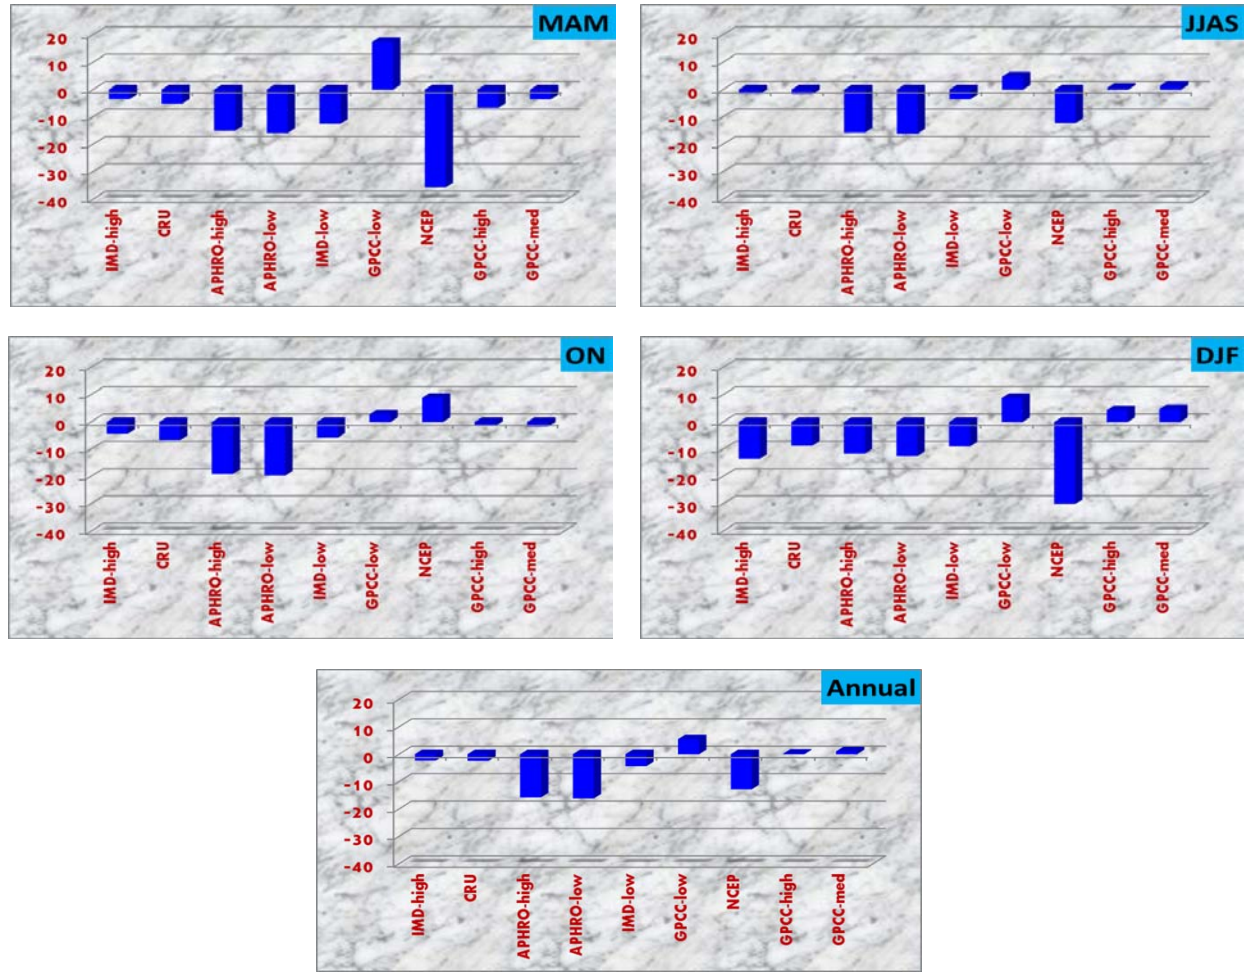 MAM
20
10
0
-10
-20
-30
-40
IMD-high
CRU
APHRO-high
APHRO-low
IMD-low
GPCC-low
NCEP
GPCC-high
GPCC-med
JJAS
20
10
0
-10
-20
-30
-40
IMD-high
CRU
APHRO-high
APHRO-low
IMD-low
GPCC-low
NCEP
GPCC-high
GPCC-med
ON
20
10
0
-10
-20
-30
-40
IMD-high
CRU
APHRO-high
APHRO-low
IMD-low
GPCC-low
NCEP
GPCC-high
GPCC-med
DJF
20
10
0
-10
-20
-30
-40
IMD-high
CRU
APHRO-high
APHRO-low
IMD-low
GPCC-low
NCEP
GPCC-high
GPCC-med
Annual
20
10
0
-10
-20
-30
-40
IMD-high
CRU
APHRO-high
APHRO-low
IMD-low
GPCC-low
NCEP
GPCC-high
GPCC-med